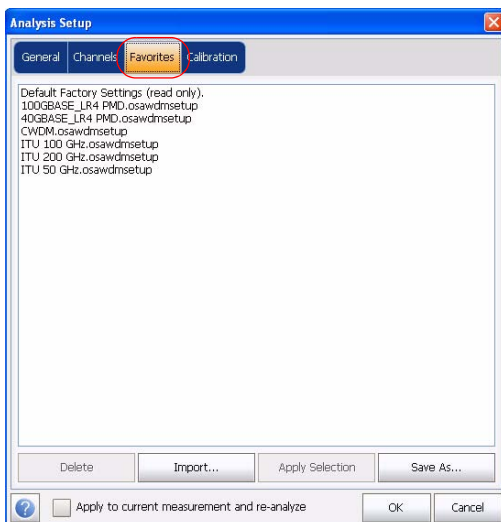 Analysis Setup
General Channels Favorites Calibration
Default Factory Settings (read only).
100GBASE_LR4 PMD.osawdmsetup
40GBASE_LR4 PMD.osawdmsetup
CWDM.osawdmsetup
ITU 100 GHz.osawdmsetup
ITU 200 GHz.osawdmsetup
ITU 50 GHz.osawdmsetup
Delete Import... Apply Selection Save As...
? Apply to current measurement and re-analyze OK Cancel